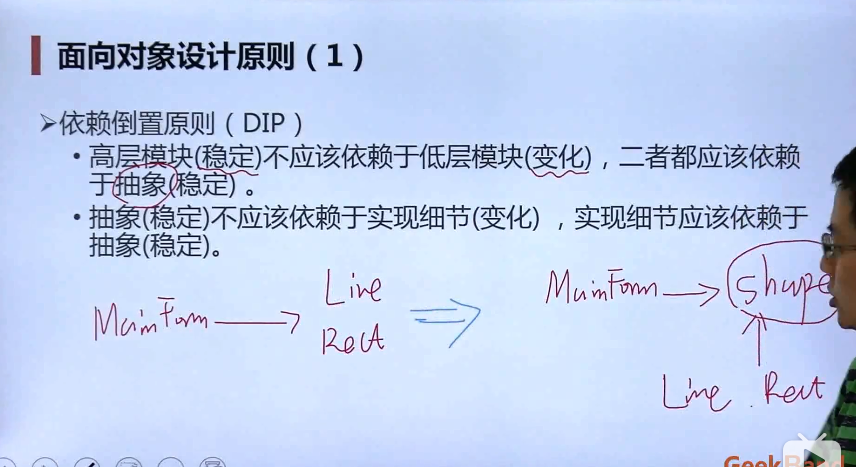 面向对象设计原则（1）
➢依赖倒置原则（DIP）
• 高层模块(稳定)不应该依赖于低层模块(变化)，二者都应该依赖
于抽象(稳定) 。
• 抽象(稳定)不应该依赖于实现细节(变化) ，实现细节应该依赖于
抽象(稳定)。
MainForm → Line
Rect
⇒
MainForm → Shape
↑
Line . Rect